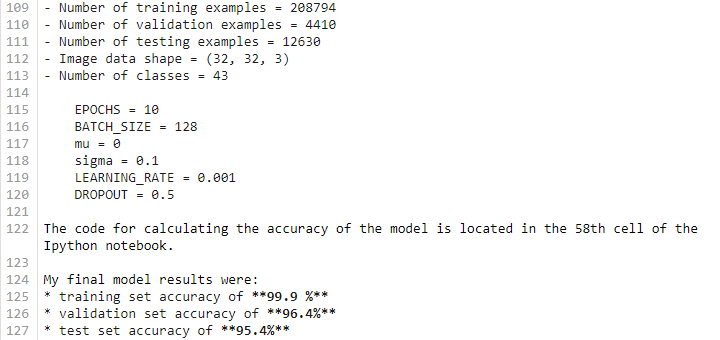 109 - Number of training examples = 208794
110 - Number of validation examples = 4410
111 - Number of testing examples = 12630
112 - Image data shape = (32, 32, 3)
113 - Number of classes = 43
114
115 EPOCHS = 10
116 BATCH_SIZE = 128
117 mu = 0
118 sigma = 0.1
119 LEARNING_RATE = 0.001
120 DROPOUT = 0.5
121
122 The code for calculating the accuracy of the model is located in the 58th cell of the
Ipython notebook.
123
124 My final model results were:
125 * training set accuracy of **99.9 %**
126 * validation set accuracy of **96.4%**
127 * test set accuracy of **95.4%**